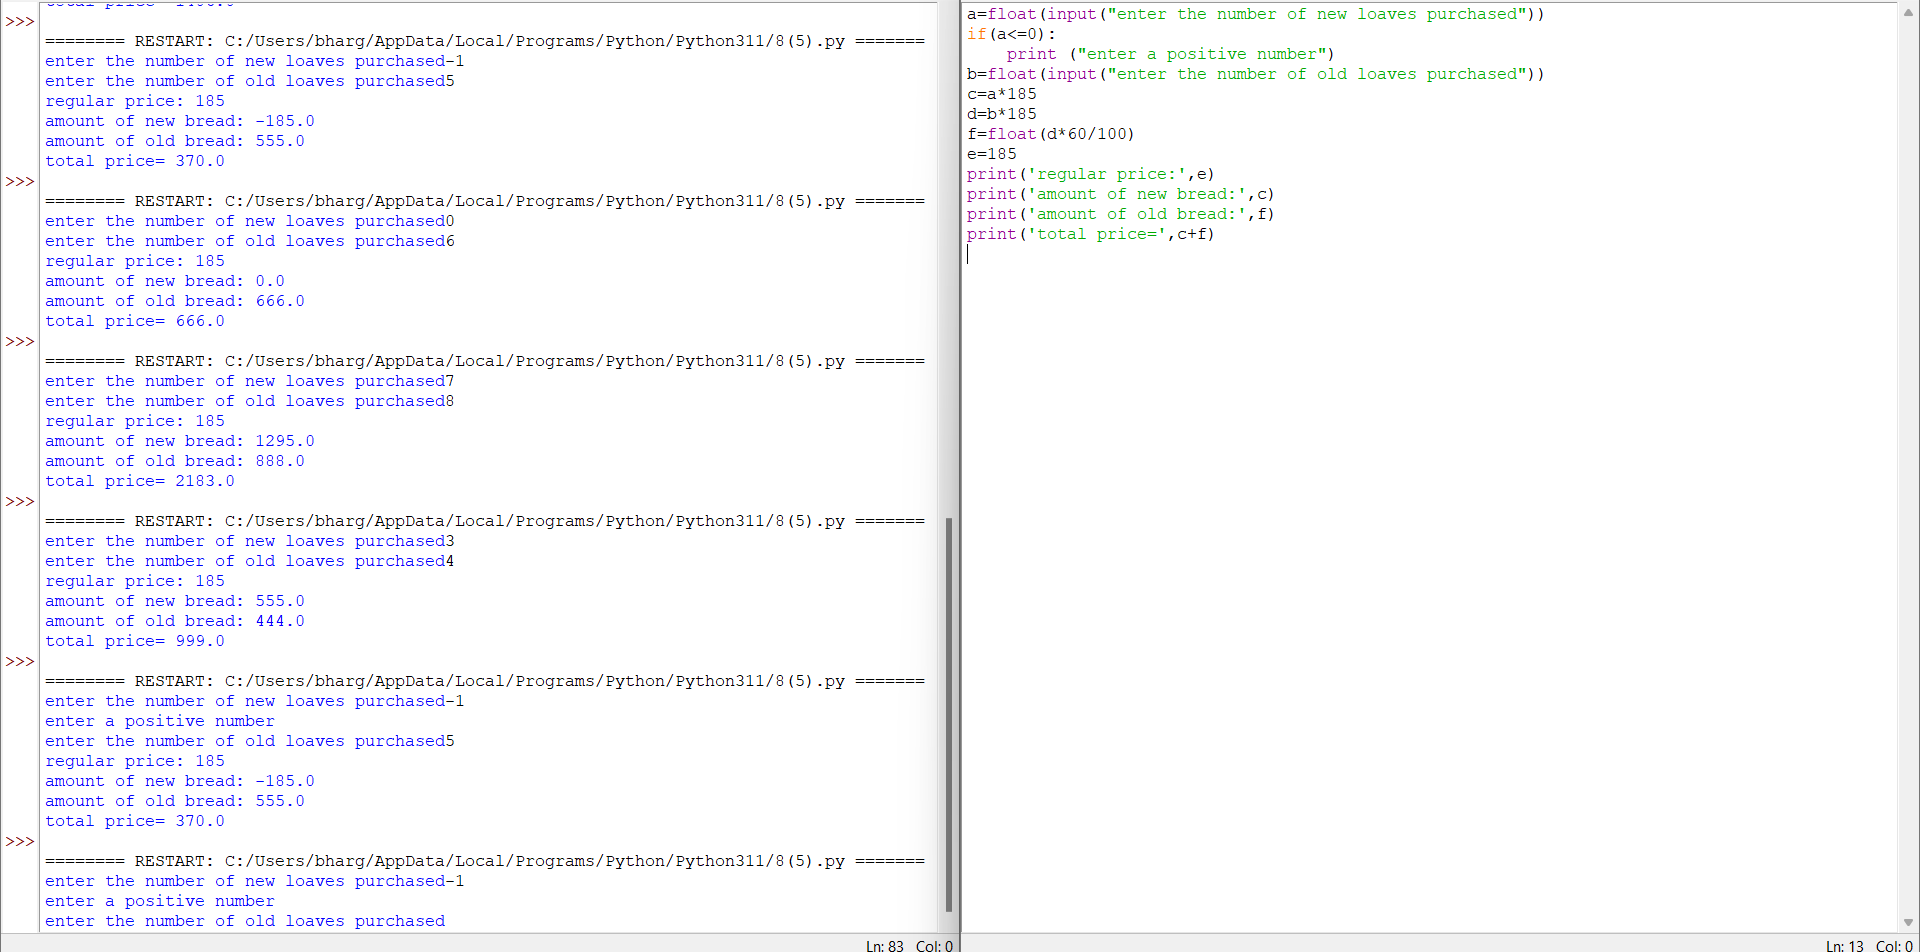 >>>
======== RESTART: C:/Users/bharg/AppData/Local/Programs/Python/Python311/8(5).py =======
enter the number of new loaves purchased-1
enter the number of old loaves purchased5
regular price: 185
amount of new bread: -185.0
amount of old bread: 555.0
total price= 370.0
>>>
======== RESTART: C:/Users/bharg/AppData/Local/Programs/Python/Python311/8(5).py =======
enter the number of new loaves purchased0
enter the number of old loaves purchased6
regular price: 185
amount of new bread: 0.0
amount of old bread: 666.0
total price= 666.0
>>>
======== RESTART: C:/Users/bharg/AppData/Local/Programs/Python/Python311/8(5).py =======
enter the number of new loaves purchased7
enter the number of old loaves purchased8
regular price: 185
amount of new bread: 1295.0
amount of old bread: 888.0
total price= 2183.0
>>>
======== RESTART: C:/Users/bharg/AppData/Local/Programs/Python/Python311/8(5).py =======
enter the number of new loaves purchased3
enter the number of old loaves purchased4
regular price: 185
amount of new bread: 555.0
amount of old bread: 444.0
total price= 999.0
>>>
======== RESTART: C:/Users/bharg/AppData/Local/Programs/Python/Python311/8(5).py =======
enter the number of new loaves purchased-1
enter a positive number
enter the number of old loaves purchased5
regular price: 185
amount of new bread: -185.0
amount of old bread: 555.0
total price= 370.0
>>>
======== RESTART: C:/Users/bharg/AppData/Local/Programs/Python/Python311/8(5).py =======
enter the number of new loaves purchased-1
enter a positive number
enter the number of old loaves purchased
Ln: 83 Col: 0
a=float(input("enter the number of new loaves purchased"))
if(a<=0):
    print ("enter a positive number")
b=float(input("enter the number of old loaves purchased"))
c=a*185
d=b*185
f=float(d*60/100)
e=185
print('regular price:',e)
print('amount of new bread:',c)
print('amount of old bread:',f)
print('total price=',c+f)
Ln: 13 Col: 0